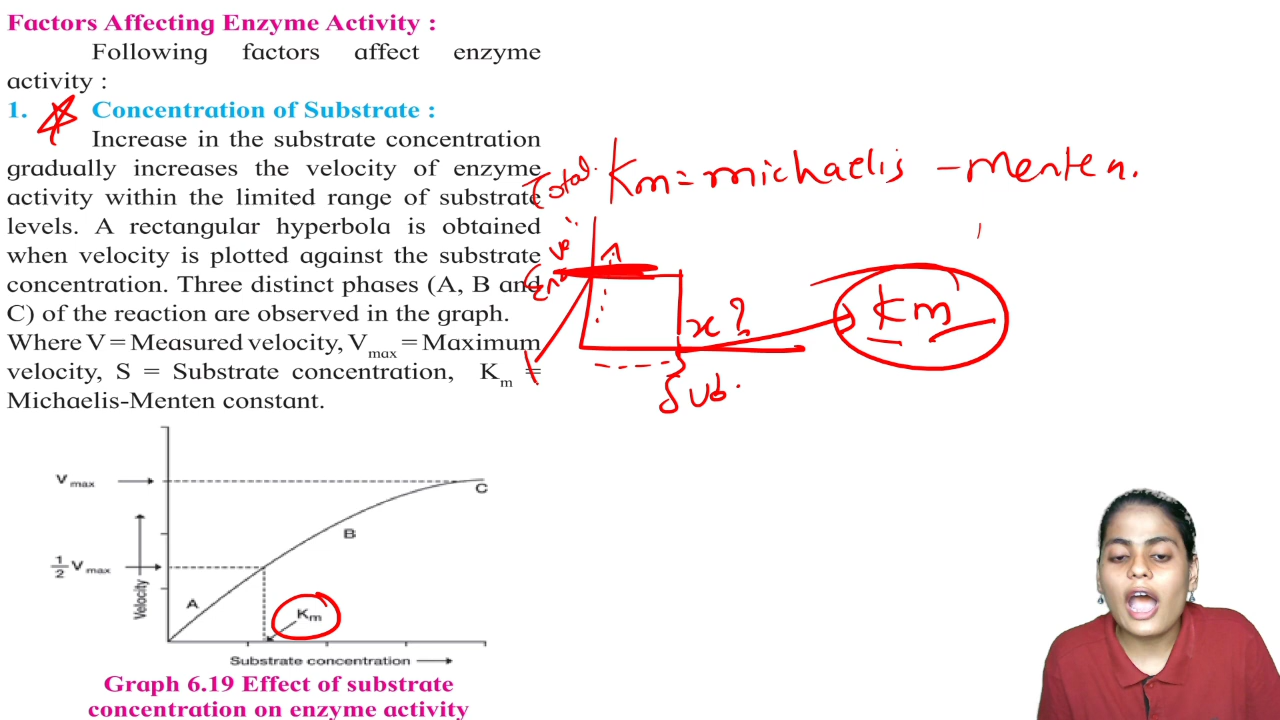 Factors Affecting Enzyme Activity :
Following factors affect enzyme
activity :
1. Concentration of Substrate :
Increase in the substrate concentration
gradually increases the velocity of enzyme
activity within the limited range of substrate
levels. A rectangular hyperbola is obtained
when velocity is plotted against the substrate
concentration. Three distinct phases (A, B and
C) of the reaction are observed in the graph.
Where V = Measured velocity, Vmax = Maximum
velocity, S = Substrate concentration, Km =
Michaelis-Menten constant.
Total Km = michaelis - menten.
x?
Km
Sub.
Vmax
C
B
1/2 Vmax
Velocity
A
Km
Substrate concentration
Graph 6.19 Effect of substrate
concentration on enzyme activity